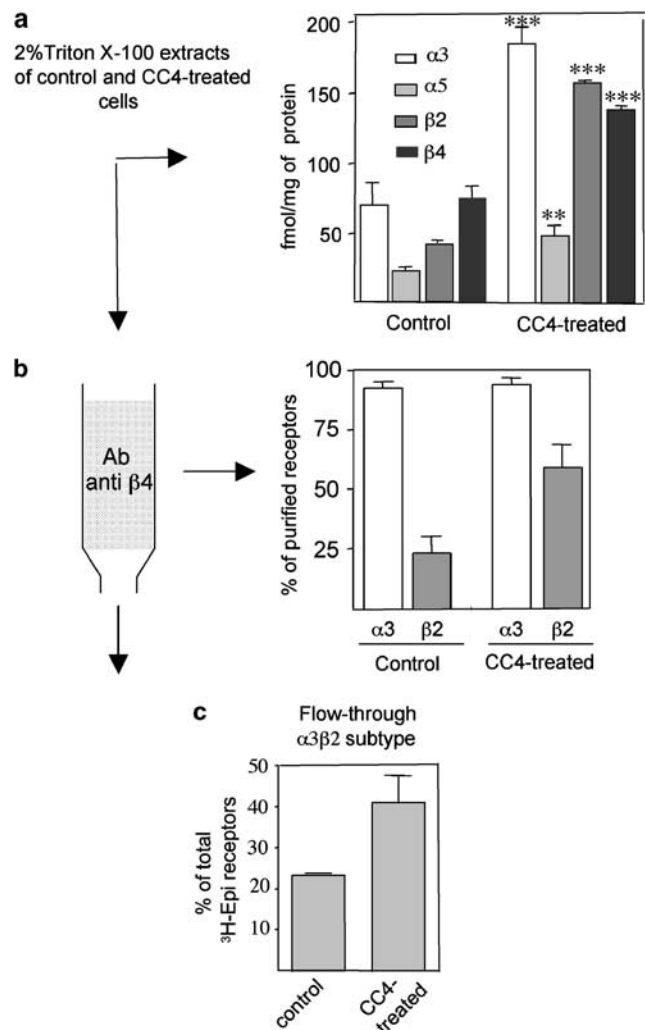 a
2%Triton X-100 extracts
of control and CC4-treated
cells
fmol/mg of protein
200
150
100
50
α3
α5
β2
β4
***
**
***
***
Control
CC4-treated
b
Ab
anti β4
% of purified receptors
100
75
50
25
α3 β2 α3 β2
Control
CC4-treated
c
Flow-through
α3β2 subtype
% of total
³H-Epi receptors
50
40
30
20
10
control
CC4-
treated